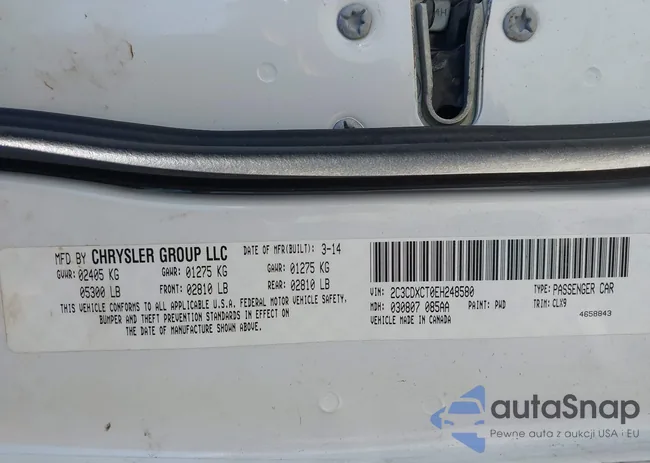 MFD BY CHRYSLER GROUP LLC DATE OF MFR(BUILT): 3-14
GVWR: 02405 KG GAWR: 01275 KG GAWR: 01275 KG
05300 LB FRONT: 02810 LB REAR: 02810 LB
THIS VEHICLE CONFORMS TO ALL APPLICABLE U.S.A. FEDERAL MOTOR VEHICLE SAFETY,
BUMPER AND THEFT PREVENTION STANDARDS IN EFFECT ON
THE DATE OF MANUFACTURE SHOWN ABOVE.
VIN: 2C3CDXCT0EH248580 TYPE: PASSENGER CAR
MDH: 030807 085AA PAINT: PWD TRIM: CLX9
VEHICLE MADE IN CANADA 4658843
autaSnap
Pewne auta z aukcji USA i EU